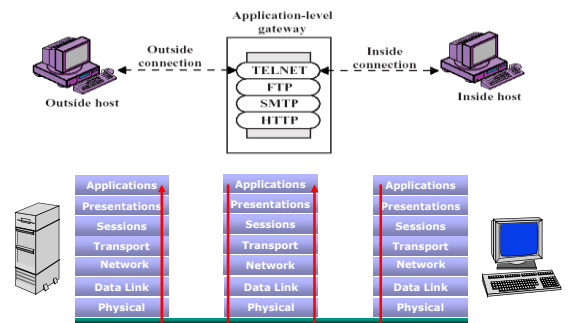 Application-level
gateway
Outside
connection
Inside
connection
TELNET
FTP
SMTP
HTTP
Outside host
Inside host
Applications
Presentations
Sessions
Transport
Network
Data Link
Physical
Applications
Presentations
Sessions
Transport
Network
Data Link
Physical
Applications
Presentations
Sessions
Transport
Network
Data Link
Physical